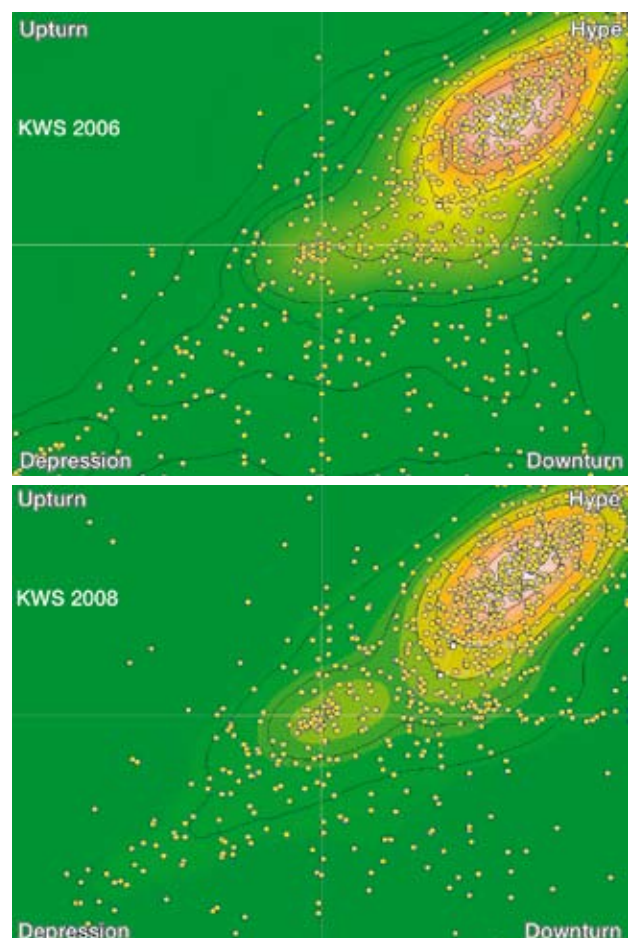 Upturn Hype
KWS 2006
Depression Downturn
Upturn Hype
KWS 2008
Depression Downturn